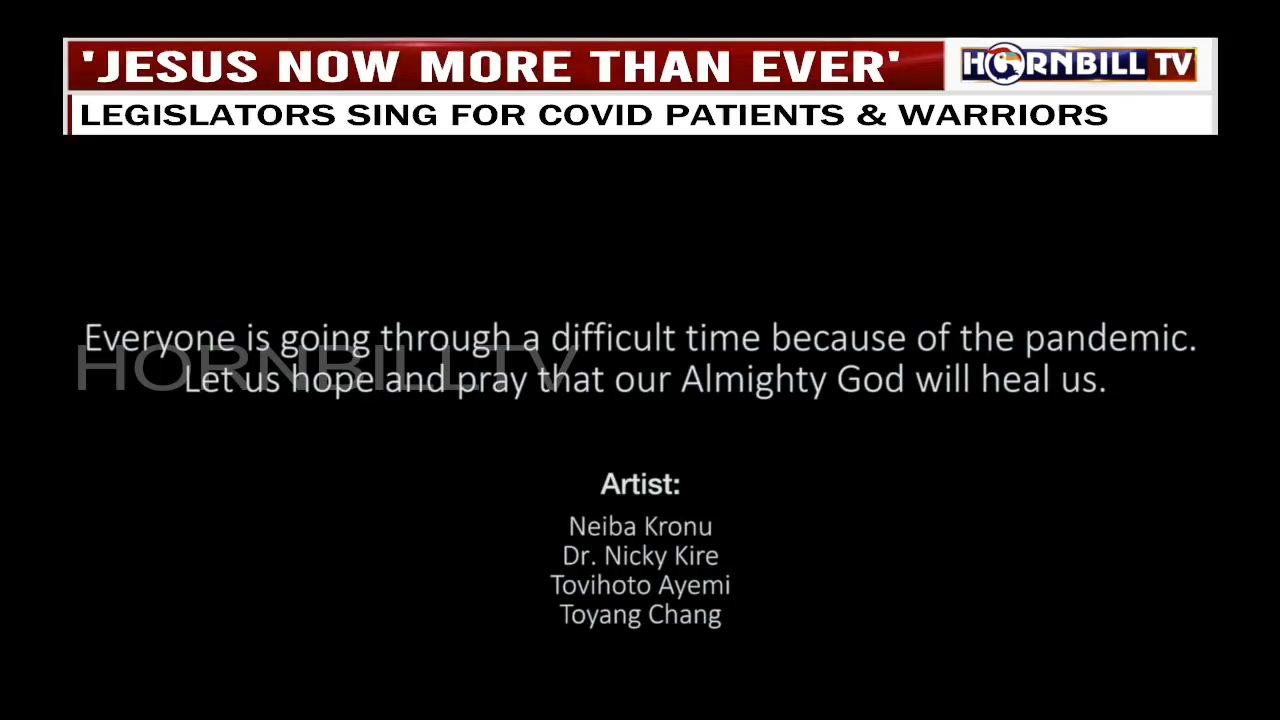 'JESUS NOW MORE THAN EVER'
HORNBILL TV
LEGISLATORS SING FOR COVID PATIENTS & WARRIORS
Everyone is going through a difficult time because of the pandemic.
HORNBILL TV
Let us hope and pray that our Almighty God will heal us.
Artist:
Neiba Kronu
Dr. Nicky Kire
Tovihoto Ayemi
Toyang Chang